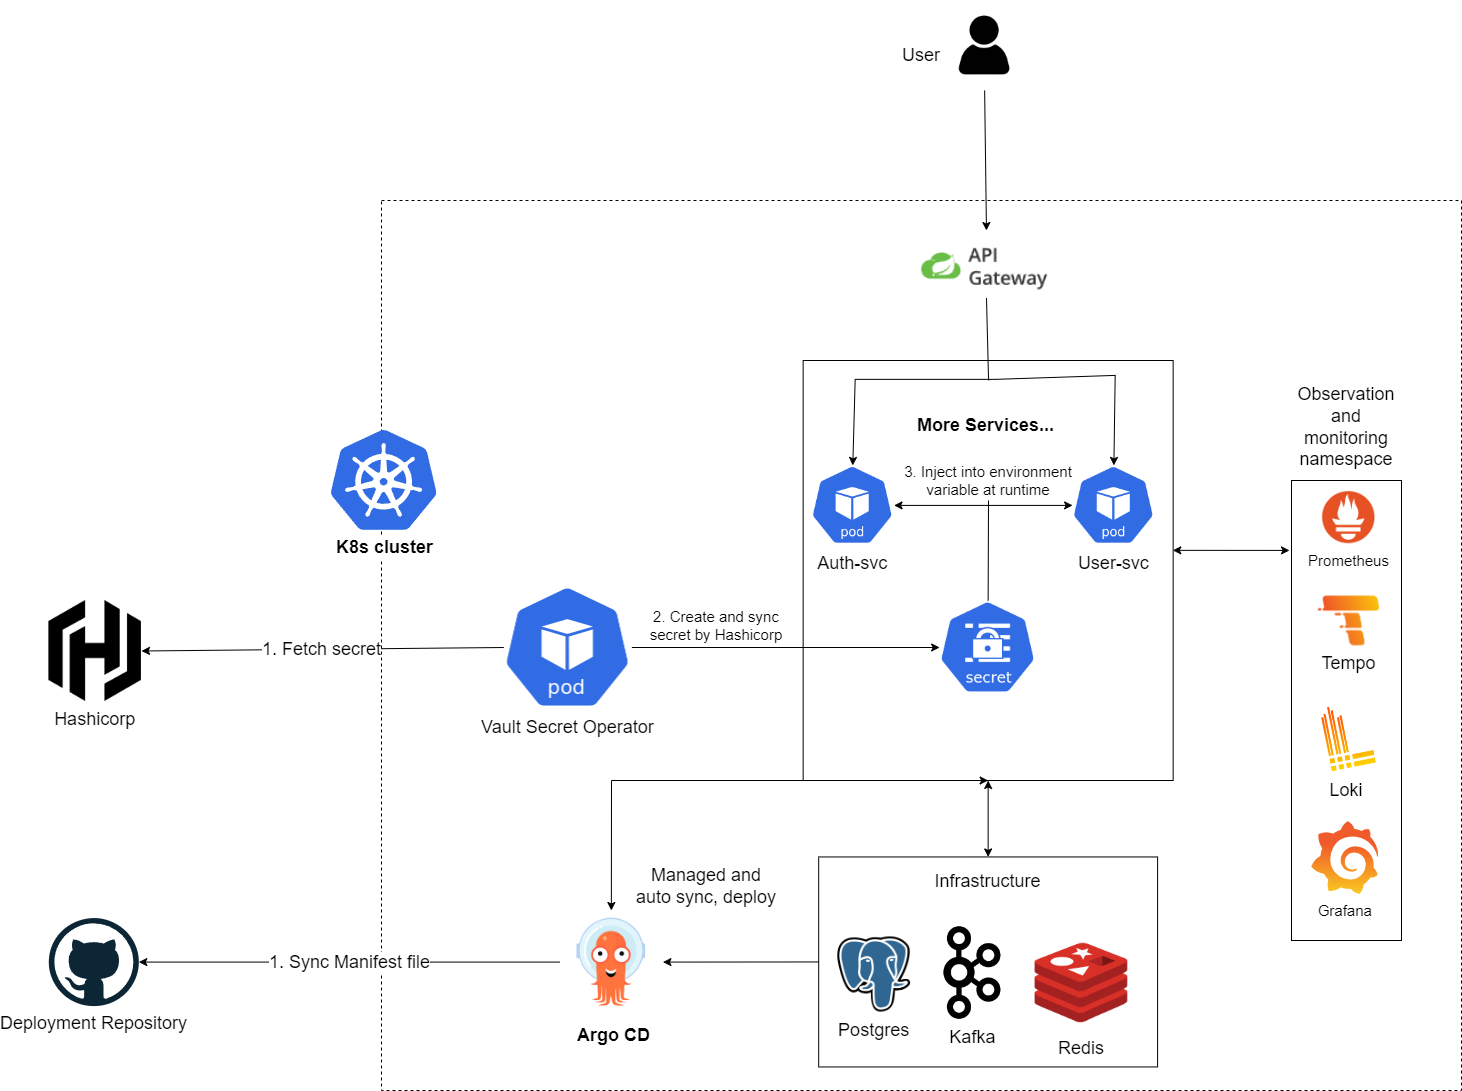 User
API
Gateway
More Services...
3. Inject into environment
variable at runtime
pod
Auth-svc
pod
User-svc
Observation
and
monitoring
namespace
Prometheus
Tempo
Loki
Grafana
K8s cluster
Hashicorp
1. Fetch secret
pod
Vault Secret Operator
2. Create and sync
secret by Hashicorp
secret
Managed and
auto sync, deploy
Deployment Repository
1. Sync Manifest file
Argo CD
Infrastructure
Postgres
Kafka
Redis